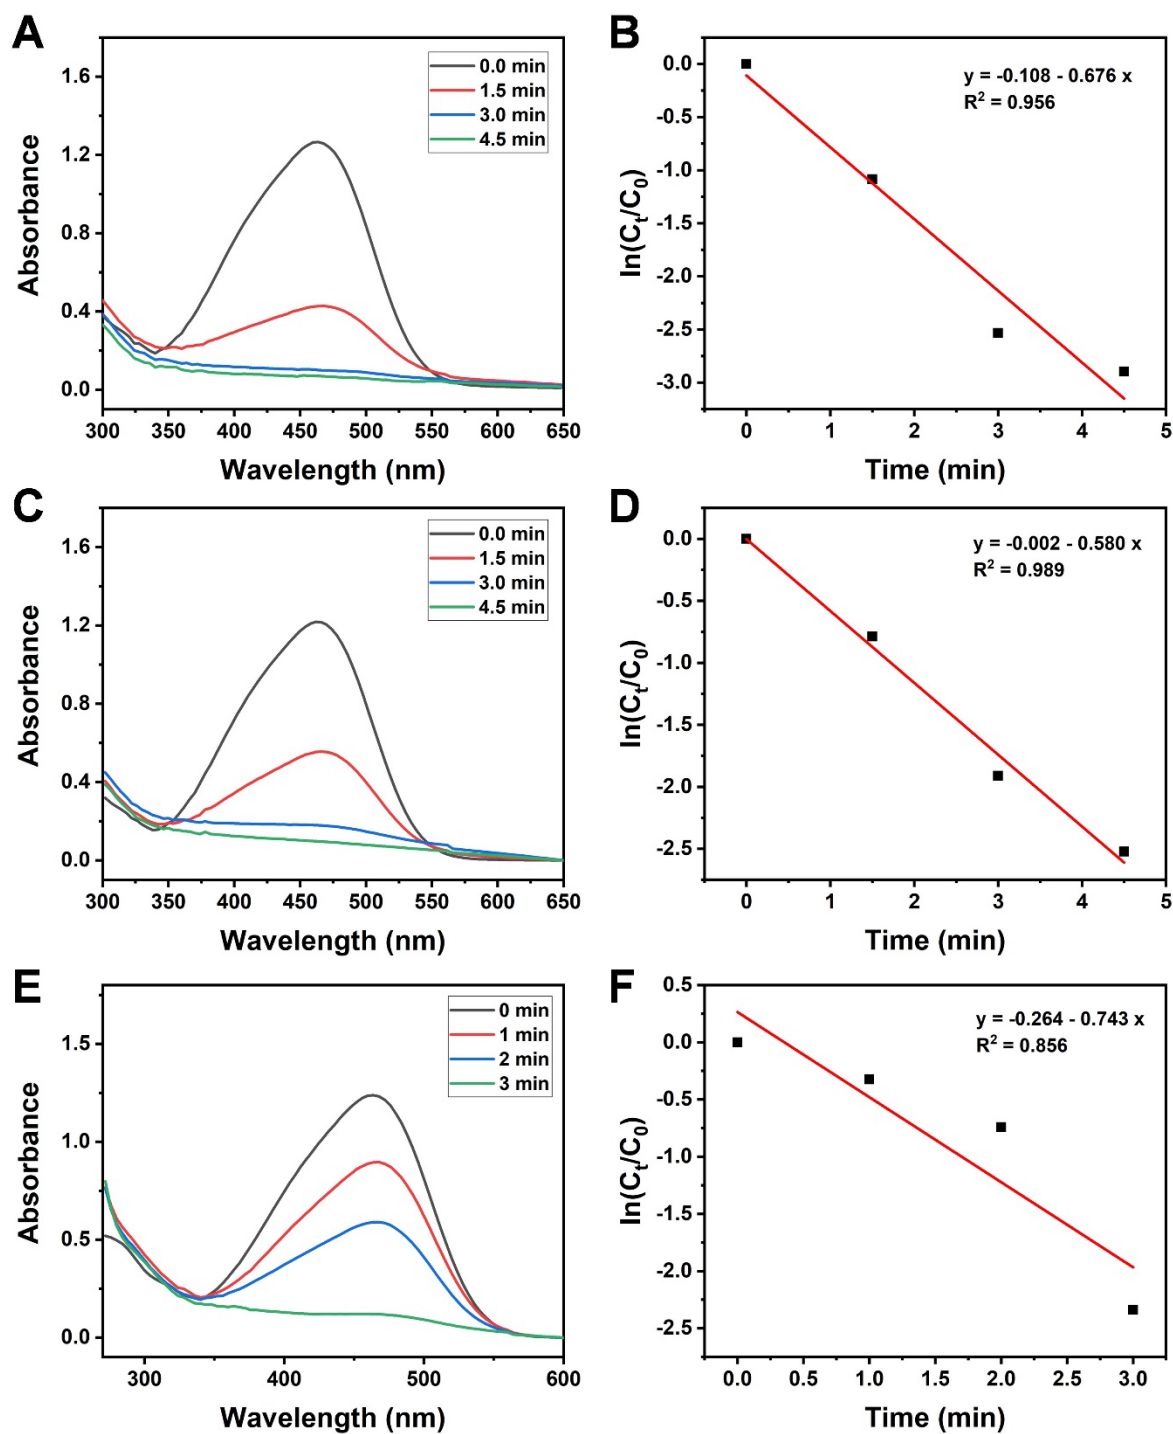 A
Absorbance
1.6
1.2
0.8
0.4
0.0
0.0 min
1.5 min
3.0 min
4.5 min
300 350 400 450 500 550 600 650
Wavelength (nm)
B
ln(Cₜ/C₀)
0.0
-0.5
-1.0
-1.5
-2.0
-2.5
-3.0
y = -0.108 - 0.676 x
R² = 0.956
0 1 2 3 4 5
Time (min)
C
Absorbance
1.6
1.2
0.8
0.4
0.0
0.0 min
1.5 min
3.0 min
4.5 min
300 350 400 450 500 550 600 650
Wavelength (nm)
D
ln(Cₜ/C₀)
0.0
-0.5
-1.0
-1.5
-2.0
-2.5
y = -0.002 - 0.580 x
R² = 0.989
0 1 2 3 4 5
Time (min)
E
Absorbance
1.5
1.0
0.5
0.0
0 min
1 min
2 min
3 min
300 400 500 600
Wavelength (nm)
F
ln(Cₜ/C₀)
0.5
0.0
-0.5
-1.0
-1.5
-2.0
-2.5
y = -0.264 - 0.743 x
R² = 0.856
0.0 0.5 1.0 1.5 2.0 2.5 3.0
Time (min)